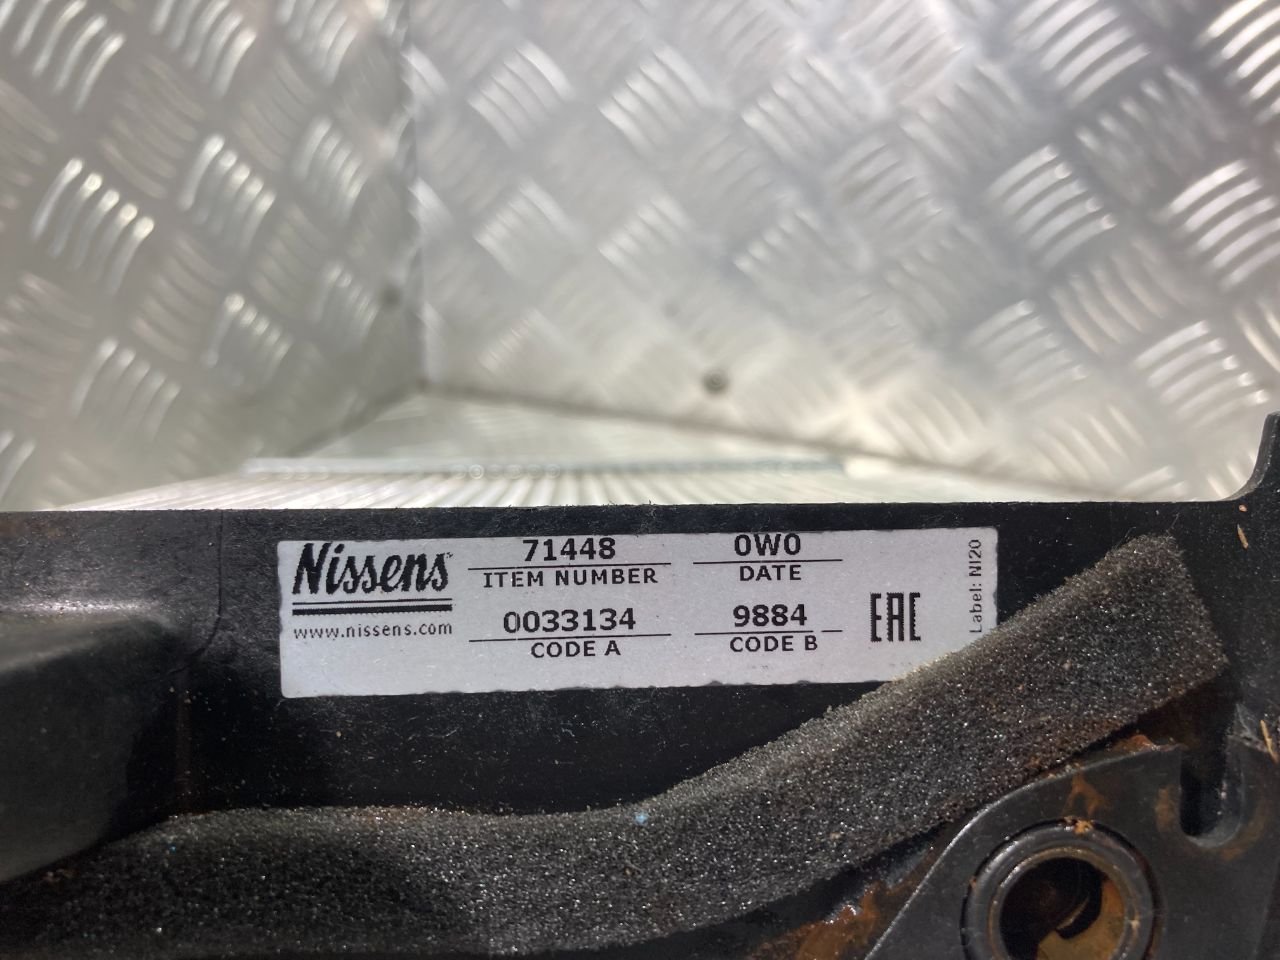 Nissens
www.nissens.com
71448
ITEM NUMBER
0033134
CODE A
0W0
DATE
9884
CODE B
EAC
Label: NI20